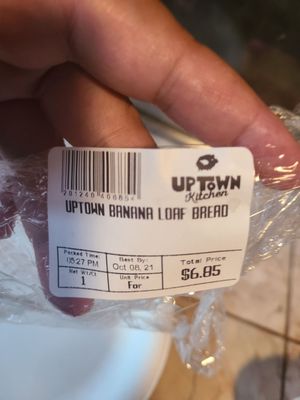 UPTOWN
Kitchen
UPTOWN BANANA LOAF BREAD
Packed Time: Best By: Total Price
05:27 PM Oct 08, 21 $6.85
Net Wt/Ct Unit Price
1 For